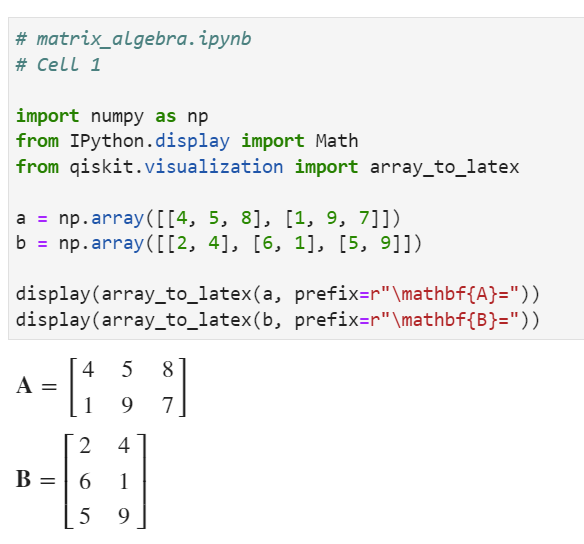 # matrix_algebra.ipynb
# Cell 1
import numpy as np
from IPython.display import Math
from qiskit.visualization import array_to_latex
a = np.array([[4, 5, 8], [1, 9, 7]])
b = np.array([[2, 4], [6, 1], [5, 9]])
display(array_to_latex(a, prefix=r"\mathbf{A}="))
display(array_to_latex(b, prefix=r"\mathbf{B}="))
4 5 8
A =
1 9 7
2 4
B = 6 1
5 9